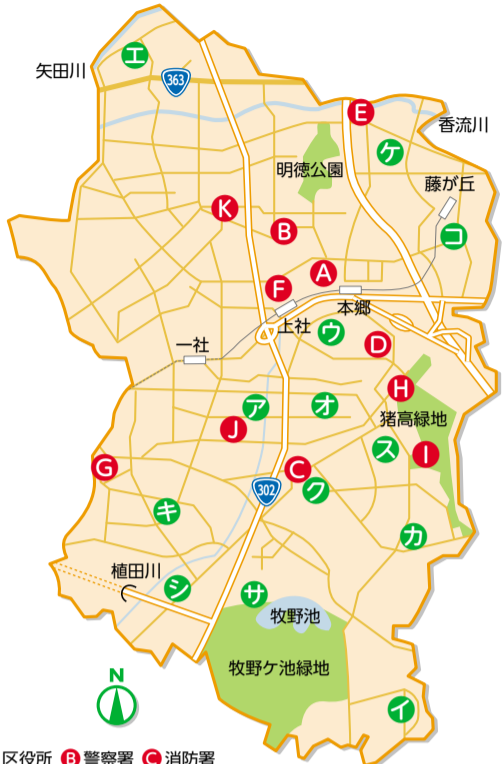 エ
矢田川
363
E
香流川
ケ
明徳公園
藤が丘
K
B
コ
A
F
本郷
上社
ウ
D
一社
H
ア
オ
猪高緑地
J
ス
I
G
C
ク
302
キ
カ
植田川
シ
サ
牧野池
牧野ケ池緑地
N
イ
区役所 B 警察署 C 消防署